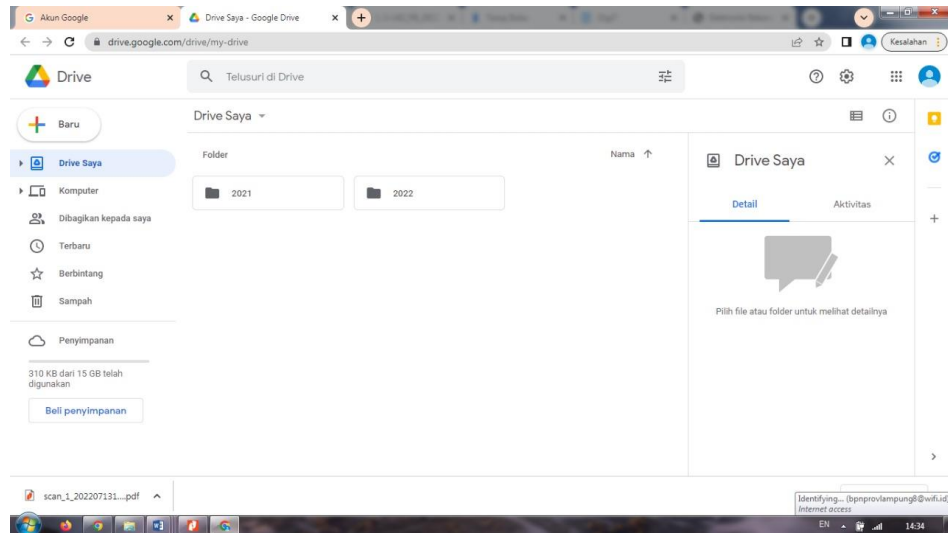 Akun Google
Drive Saya - Google Drive
drive.google.com/drive/my-drive
Kesalahan
Drive
Telusuri di Drive
Baru
Drive Saya
Drive Saya
Komputer
Dibagikan kepada saya
Terbaru
Berbintang
Sampah
Penyimpanan
310 KB dari 15 GB telah
digunakan
Beli penyimpanan
Folder
Nama
2021
2022
Drive Saya
Detail
Aktivitas
Pilih file atau folder untuk melihat detailnya
scan_1_202207131....pdf
Identifying... (bpnprovlampung8@wifi.id)
Internet access
EN
14:34